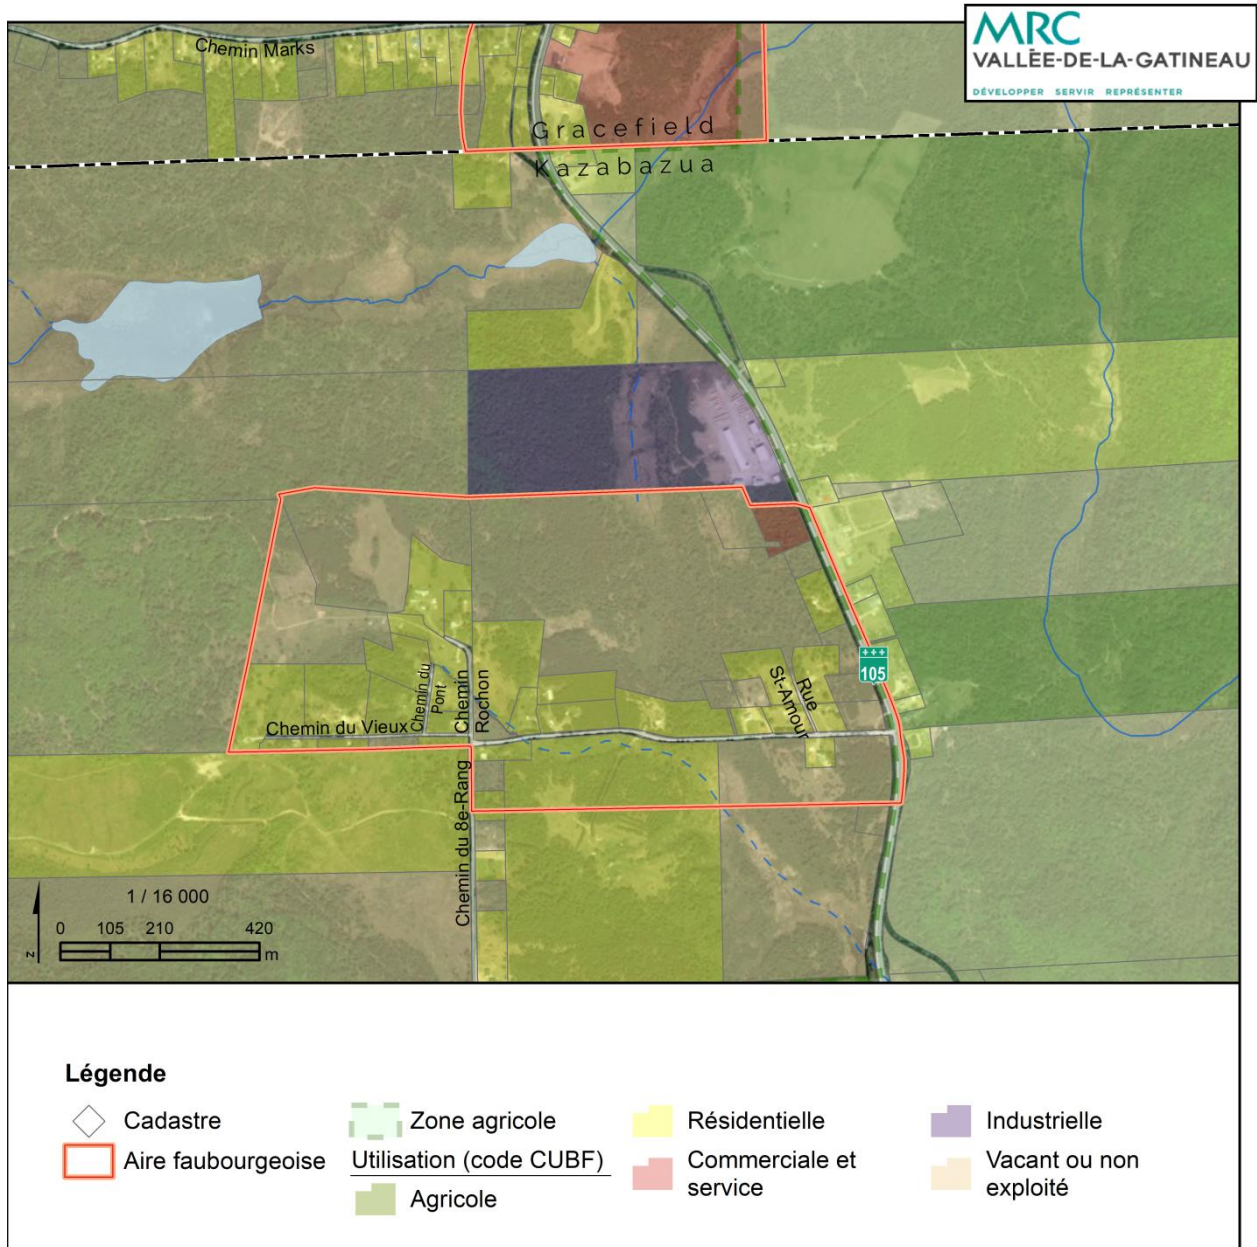 MRC
VALLÉE-DE-LA-GATINEAU
DÉVELOPPER SERVIR REPRÉSENTER
Chemin Marks
Gracefield
Kazabazua
105
Chemin du Vieux
Chemin du
Pont
Chemin
Rochon
Rue
St-Amour
Chemin du 8e-Rang
1 / 16 000
0 105 210 420
m
N
Légende
Cadastre
Aire faubourgeoise
Zone agricole
Utilisation (code CUBF)
Agricole
Résidentielle
Commerciale et
service
Industrielle
Vacant ou non
exploité